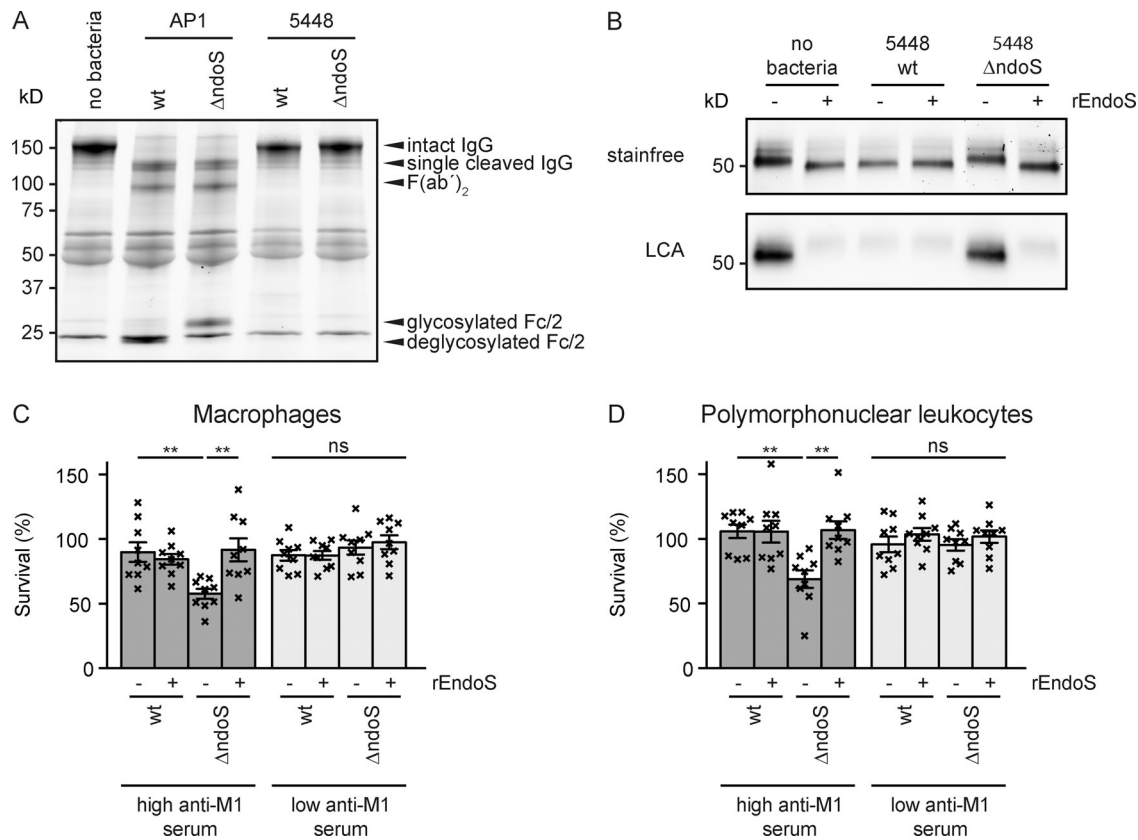 A
AP1
5448
no bacteria
wt
ΔndoS
wt
ΔndoS
kD
150
100
75
50
37
25
intact IgG
single cleaved IgG
F(ab´)2
glycosylated Fc/2
deglycosylated Fc/2
B
no bacteria
5448 wt
5448 ΔndoS
kD
- + - + - + rEndoS
stainfree
50
LCA
50
C
Macrophages
** ** ns
Survival (%)
150
100
50
0
- + - + - + - + rEndoS
wt ΔndoS wt ΔndoS
high anti-M1 serum
low anti-M1 serum
D
Polymorphonuclear leukocytes
** ** ns
Survival (%)
150
100
50
0
- + - + - + - + rEndoS
wt ΔndoS wt ΔndoS
high anti-M1 serum
low anti-M1 serum